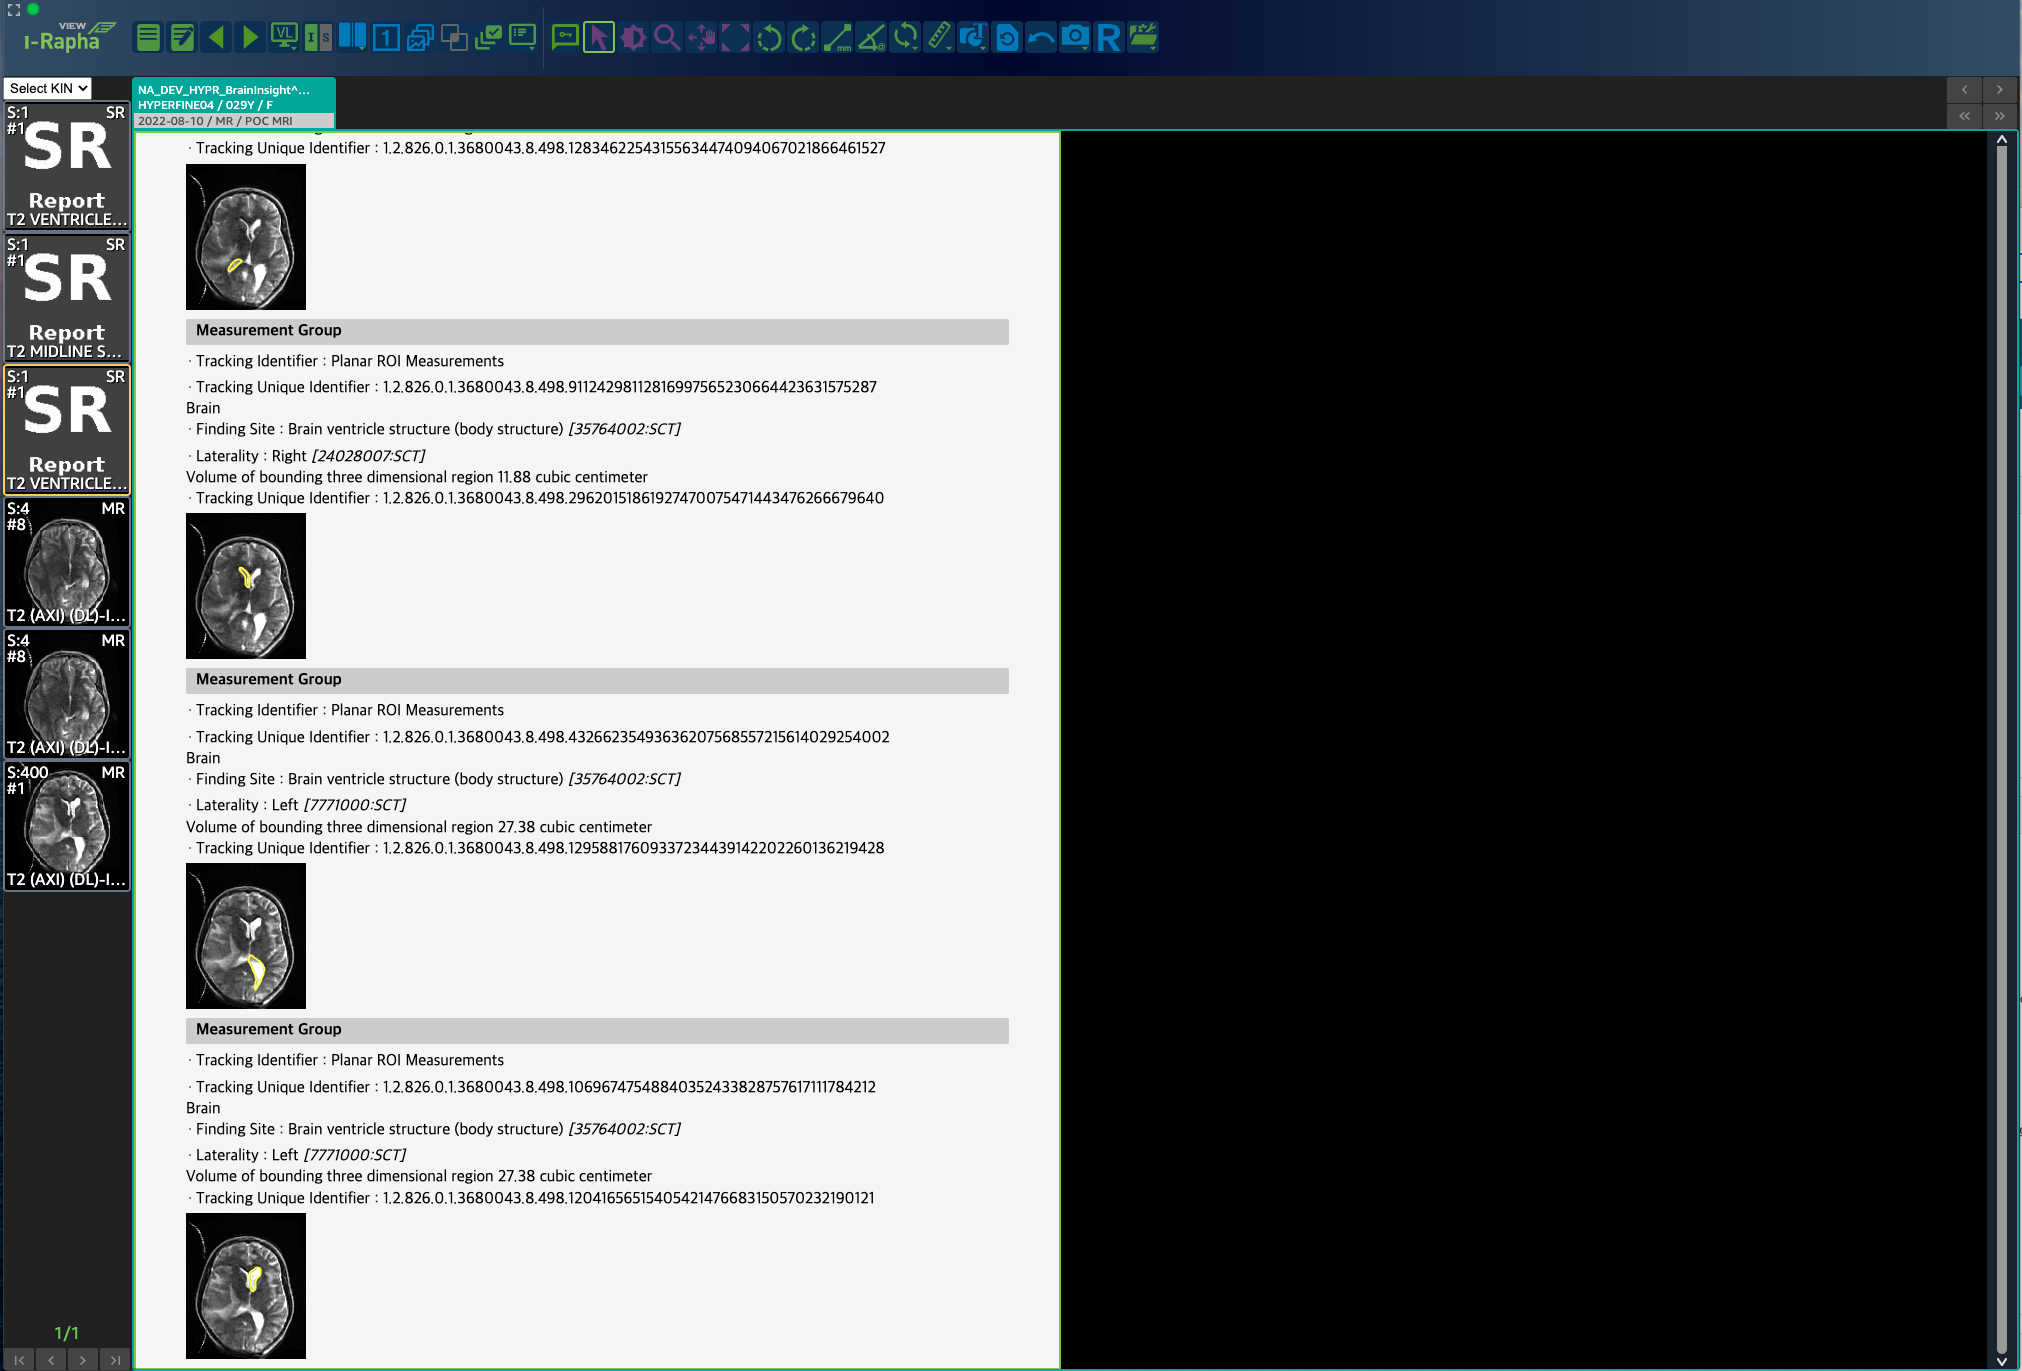 VIEW
i-Rapha
VL
I S
1
mm
R
Select KIN
NA_DEV_HYPR_BrainInsight^...
HYPERFINE04 / 029Y / F
2022-08-10 / MR / POC MRI
S:1 SR
#1
SR
Report
T2 VENTRICLE...
S:1 SR
#1
SR
Report
T2 MIDLINE S...
S:1 SR
#1
SR
Report
T2 VENTRICLE...
S:4 MR
#8
T2 (AXI) (DL)-I...
S:4 MR
#8
T2 (AXI) (DL)-I...
S:400 MR
#1
T2 (AXI) (DL)-I...
1/1
· Tracking Unique Identifier : 1.2.826.0.1.3680043.8.498.12834622543155634474094067021866461527
Measurement Group
· Tracking Identifier : Planar ROI Measurements
· Tracking Unique Identifier : 1.2.826.0.1.3680043.8.498.91124298112816997565230664423631575287
Brain
· Finding Site : Brain ventricle structure (body structure) [35764002:SCT]
· Laterality : Right [24028007:SCT]
Volume of bounding three dimensional region 11.88 cubic centimeter
· Tracking Unique Identifier : 1.2.826.0.1.3680043.8.498.29620151861927470075471443476266679640
Measurement Group
· Tracking Identifier : Planar ROI Measurements
· Tracking Unique Identifier : 1.2.826.0.1.3680043.8.498.43266235493636207568557215614029254002
Brain
· Finding Site : Brain ventricle structure (body structure) [35764002:SCT]
· Laterality : Left [7771000:SCT]
Volume of bounding three dimensional region 27.38 cubic centimeter
· Tracking Unique Identifier : 1.2.826.0.1.3680043.8.498.12958817609337234439142202260136219428
Measurement Group
· Tracking Identifier : Planar ROI Measurements
· Tracking Unique Identifier : 1.2.826.0.1.3680043.8.498.10696747548840352433828757617111784212
Brain
· Finding Site : Brain ventricle structure (body structure) [35764002:SCT]
· Laterality : Left [7771000:SCT]
Volume of bounding three dimensional region 27.38 cubic centimeter
· Tracking Unique Identifier : 1.2.826.0.1.3680043.8.498.12041656515405421476683150570232190121